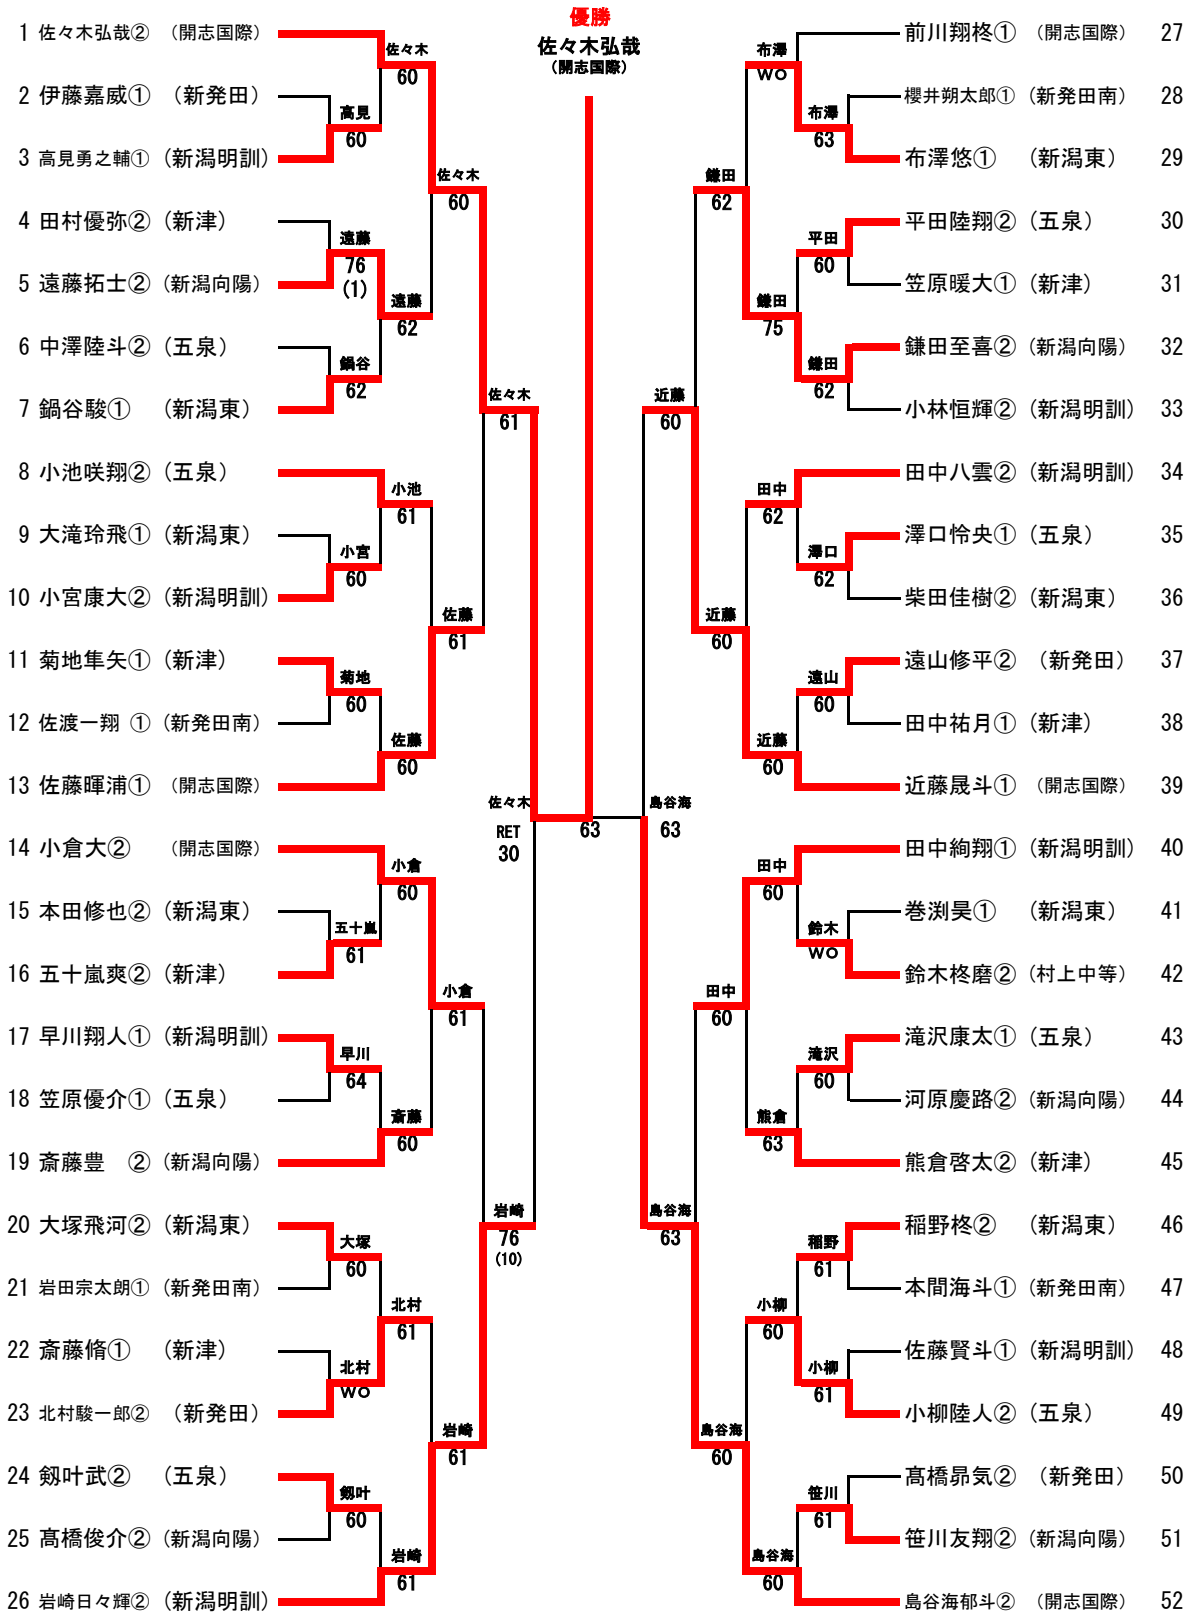 優勝
佐々木弘哉
(開志国際)
1 佐々木弘哉② (開志国際)
2 伊藤嘉威① (新発田)
3 高見勇之輔① (新潟明訓)
4 田村優弥② (新津)
5 遠藤拓士② (新潟向陽)
6 中澤陸斗② (五泉)
7 鍋谷駿① (新潟東)
8 小池咲翔② (五泉)
9 大滝玲飛① (新潟東)
10 小宮康大② (新潟明訓)
11 菊地隼矢① (新津)
12 佐渡一翔 ① (新発田南)
13 佐藤暉浦① (開志国際)
14 小倉大② (開志国際)
15 本田修也② (新潟東)
16 五十嵐爽② (新津)
17 早川翔人① (新潟明訓)
18 笠原優介① (五泉)
19 斎藤豊 ② (新潟向陽)
20 大塚飛河② (新潟東)
21 岩田宗太朗① (新発田南)
22 斎藤脩① (新津)
23 北村駿一郎② (新発田)
24 剱叶武② (五泉)
25 髙橋俊介② (新潟向陽)
26 岩崎日々輝② (新潟明訓)
高見
60
遠藤
76
(1)
鍋谷
62
小宮
60
菊地
60
五十嵐
61
早川
64
大塚
60
北村
WO
剱叶
60
佐々木
60
遠藤
62
小池
61
佐藤
60
小倉
60
斎藤
60
北村
61
岩崎
61
佐々木
60
佐藤
61
小倉
61
岩崎
61
佐々木
61
岩崎
76
(10)
佐々木
RET
30
63
島谷海
63
近藤
60
島谷海
63
鎌田
62
近藤
60
田中
60
島谷海
60
布澤
WO
鎌田
75
田中
62
近藤
60
田中
60
熊倉
63
小柳
60
島谷海
60
布澤
63
平田
60
鎌田
62
澤口
62
遠山
60
鈴木
WO
滝沢
60
稲野
61
小柳
61
笹川
61
前川翔柊① (開志国際) 27
櫻井朔太郎① (新発田南) 28
布澤悠① (新潟東) 29
平田陸翔② (五泉) 30
笠原暖大① (新津) 31
鎌田至喜② (新潟向陽) 32
小林恒輝② (新潟明訓) 33
田中八雲② (新潟明訓) 34
澤口怜央① (五泉) 35
柴田佳樹② (新潟東) 36
遠山修平② (新発田) 37
田中祐月① (新津) 38
近藤晟斗① (開志国際) 39
田中絢翔① (新潟明訓) 40
巻渕昊① (新潟東) 41
鈴木柊磨② (村上中等) 42
滝沢康太① (五泉) 43
河原慶路② (新潟向陽) 44
熊倉啓太② (新津) 45
稲野柊② (新潟東) 46
本間海斗① (新発田南) 47
佐藤賢斗① (新潟明訓) 48
小柳陸人② (五泉) 49
髙橋昴気② (新発田) 50
笹川友翔② (新潟向陽) 51
島谷海郁斗② (開志国際) 52